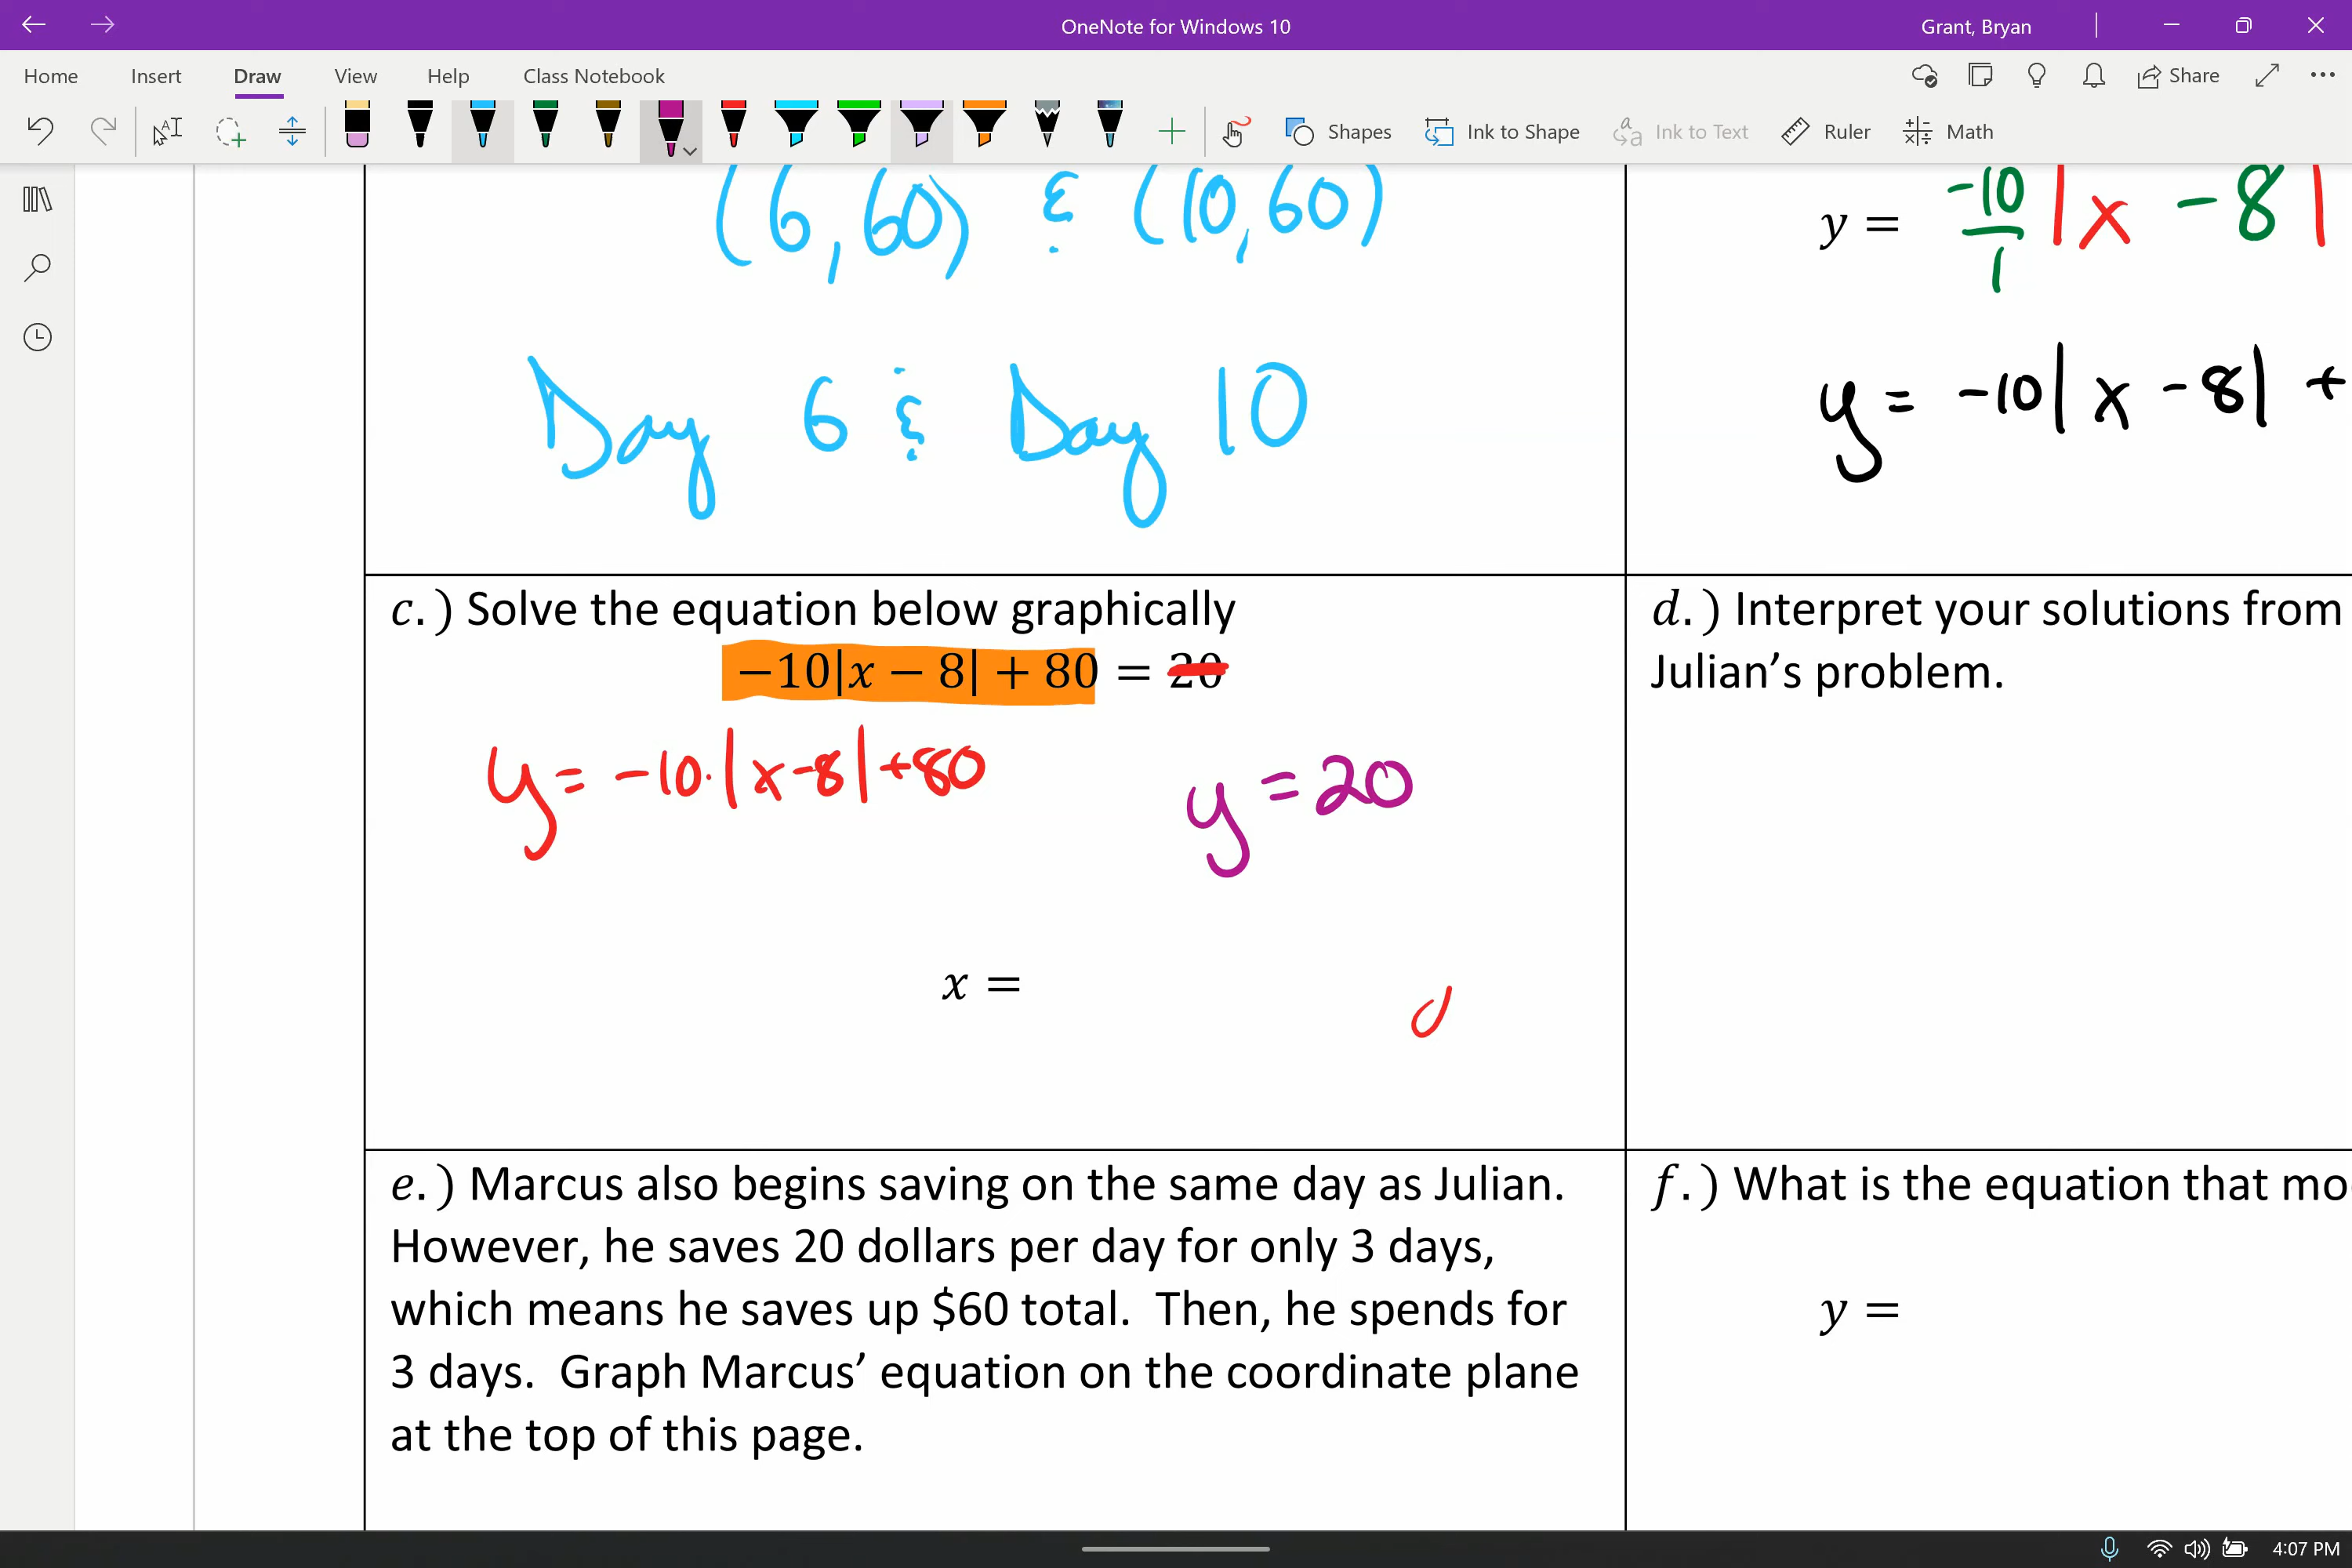 OneNote for Windows 10
Grant, Bryan
Home Insert Draw View Help Class Notebook
Share
Shapes Ink to Shape Ink to Text Ruler Math
(6,60) & (10,60)
Day 6 & Day 10
y = -10/1 |x - 8|
y = -10|x - 8| +
c.) Solve the equation below graphically
−10|x − 8| + 80 = 20
y = -10·|x-8|+80
y = 20
x =
d.) Interpret your solutions from
Julian’s problem.
e.) Marcus also begins saving on the same day as Julian.
However, he saves 20 dollars per day for only 3 days,
which means he saves up $60 total. Then, he spends for
3 days. Graph Marcus’ equation on the coordinate plane
at the top of this page.
f.) What is the equation that mo
y =
4:07 PM